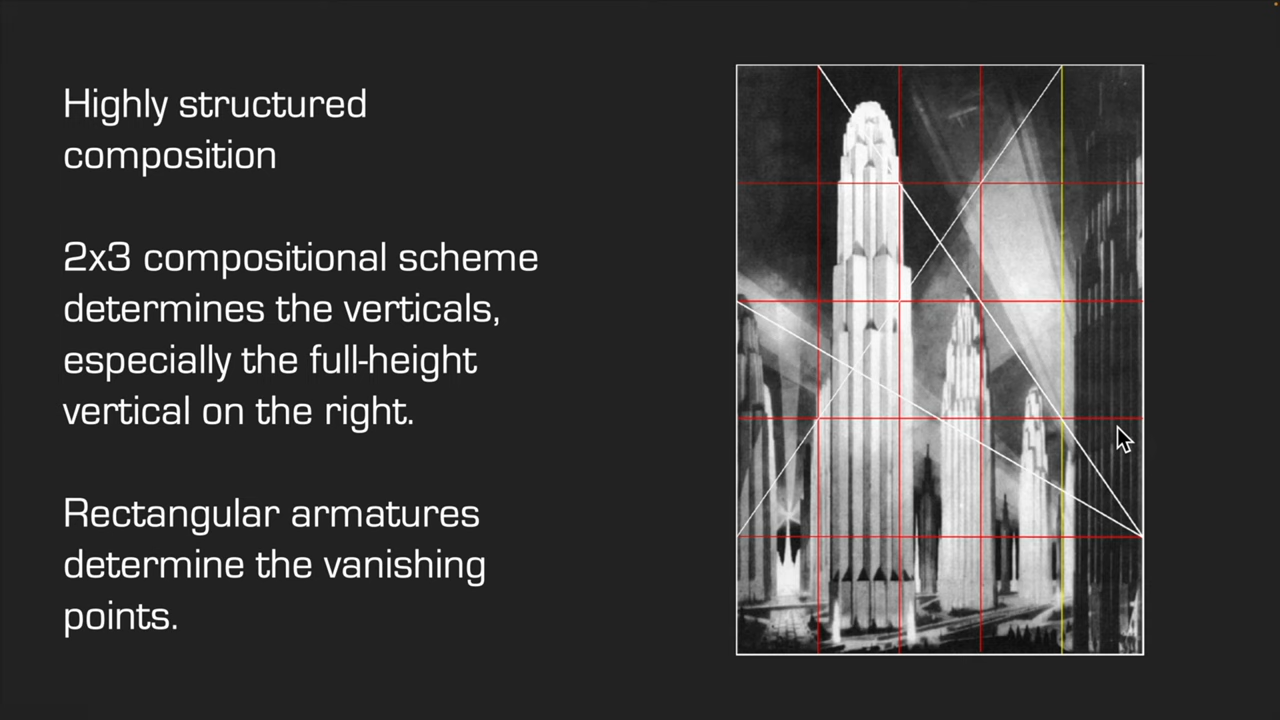 Highly structured
composition
2x3 compositional scheme
determines the verticals,
especially the full-height
vertical on the right.
Rectangular armatures
determine the vanishing
points.